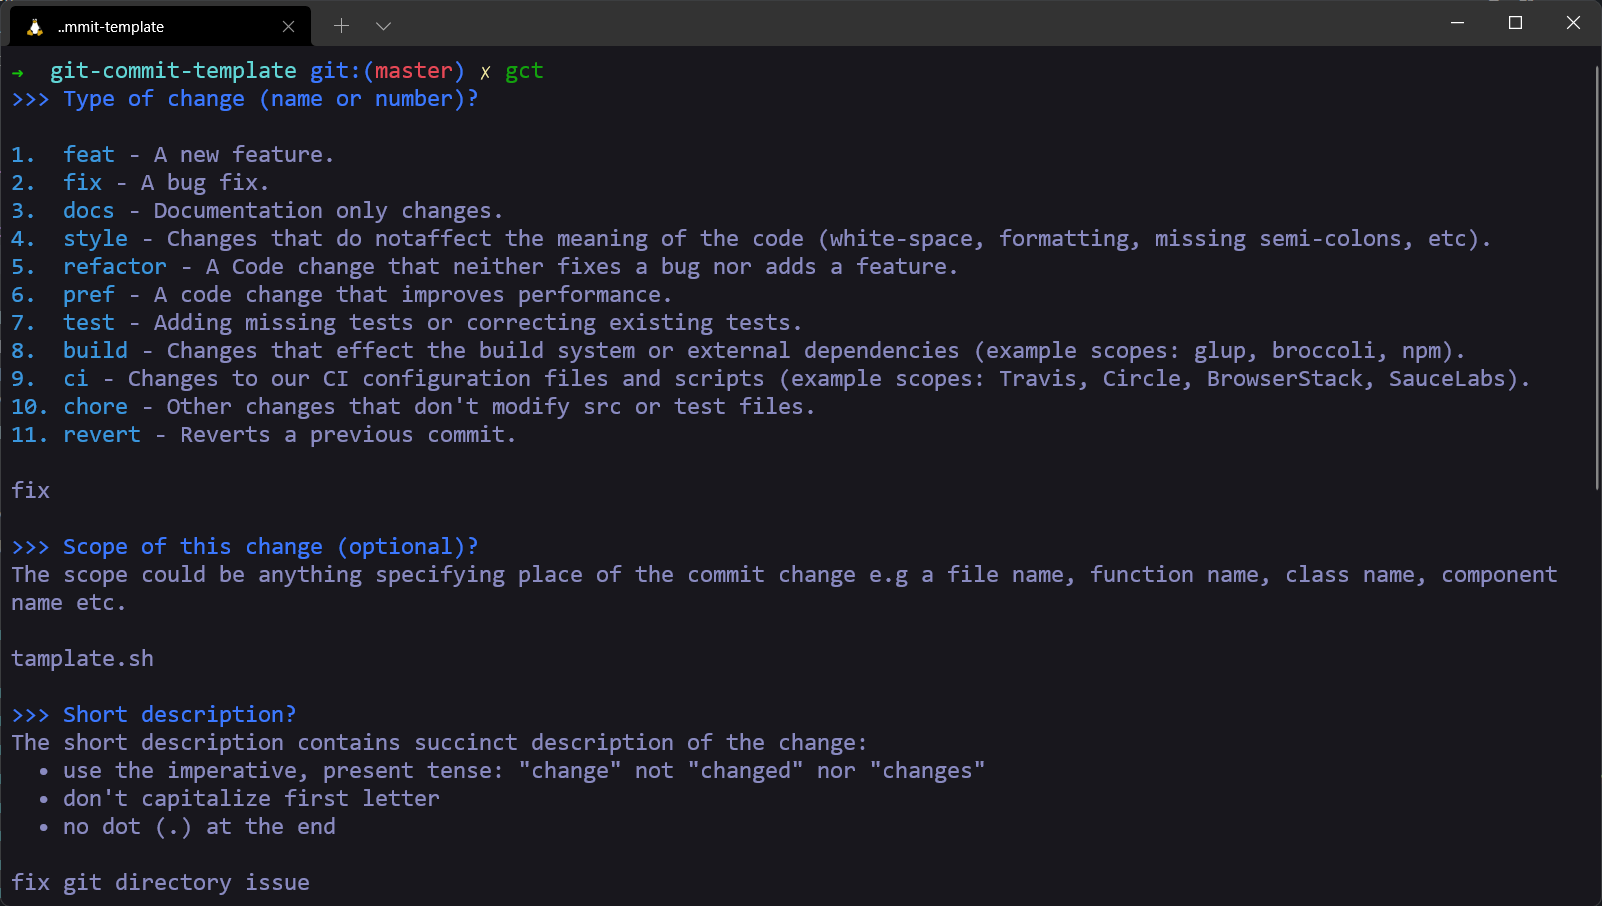 ..mmit-template
→ git-commit-template git:(master) ✗ gct
>>> Type of change (name or number)?
1. feat - A new feature.
2. fix - A bug fix.
3. docs - Documentation only changes.
4. style - Changes that do notaffect the meaning of the code (white-space, formatting, missing semi-colons, etc).
5. refactor - A Code change that neither fixes a bug nor adds a feature.
6. pref - A code change that improves performance.
7. test - Adding missing tests or correcting existing tests.
8. build - Changes that effect the build system or external dependencies (example scopes: glup, broccoli, npm).
9. ci - Changes to our CI configuration files and scripts (example scopes: Travis, Circle, BrowserStack, SauceLabs).
10. chore - Other changes that don't modify src or test files.
11. revert - Reverts a previous commit.
fix
>>> Scope of this change (optional)?
The scope could be anything specifying place of the commit change e.g a file name, function name, class name, component
name etc.
tamplate.sh
>>> Short description?
The short description contains succinct description of the change:
• use the imperative, present tense: "change" not "changed" nor "changes"
• don't capitalize first letter
• no dot (.) at the end
fix git directory issue